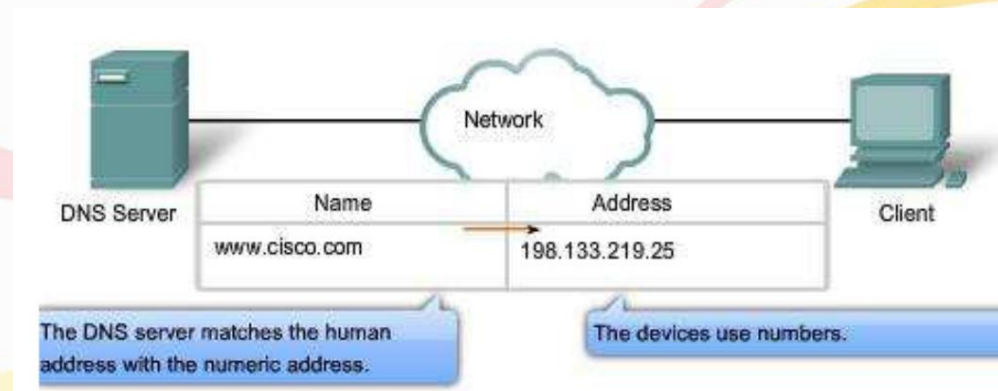 Network
DNS Server
Client
Name Address
www.cisco.com 198.133.219.25
The DNS server matches the human
address with the numeric address.
The devices use numbers.